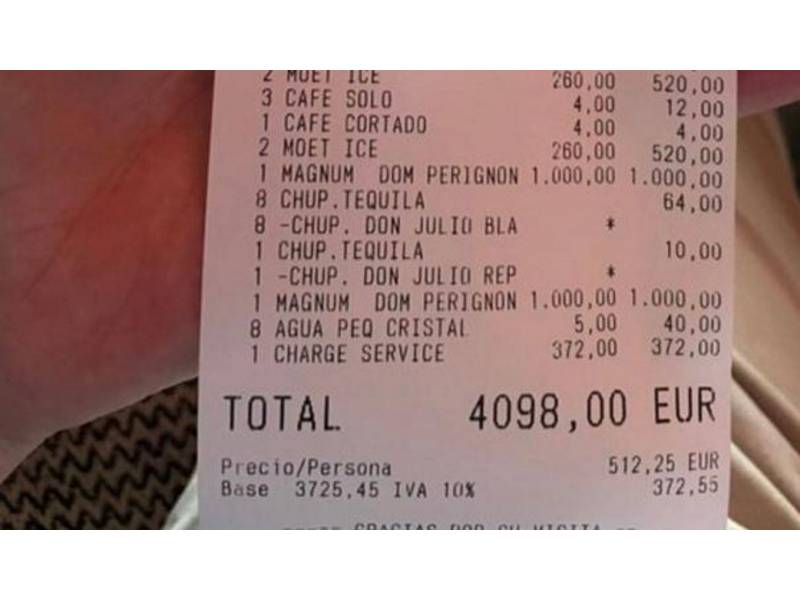 2 MOET ICE 260,00 520,00
3 CAFE SOLO 4,00 12,00
1 CAFE CORTADO 4,00 4,00
2 MOET ICE 260,00 520,00
1 MAGNUM DOM PERIGNON 1.000,00 1.000,00
8 CHUP.TEQUILA 64,00
8 -CHUP. DON JULIO BLA *
1 CHUP.TEQUILA 10,00
1 -CHUP. DON JULIO REP *
1 MAGNUM DOM PERIGNON 1.000,00 1.000,00
8 AGUA PEQ CRISTAL 5,00 40,00
1 CHARGE SERVICE 372,00 372,00
TOTAL 4098,00 EUR
Precio/Persona 512,25 EUR
Base 3725,45 IVA 10% 372,55
GRACIAS POR SU VISITA